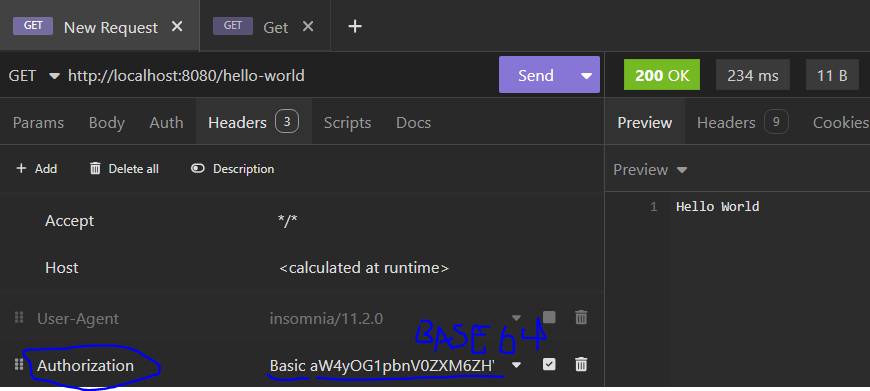 GET New Request × GET Get × +
GET http://localhost:8080/hello-world Send 200 OK 234 ms 11 B
Params Body Auth Headers 3 Scripts Docs Preview Headers 9 Cookies
+ Add Delete all Description Preview
Accept */* 1 Hello World
Host <calculated at runtime>
User-Agent insomnia/11.2.0
BASE 64
Authorization Basic aW4yOG1pbnV0ZXM6ZH